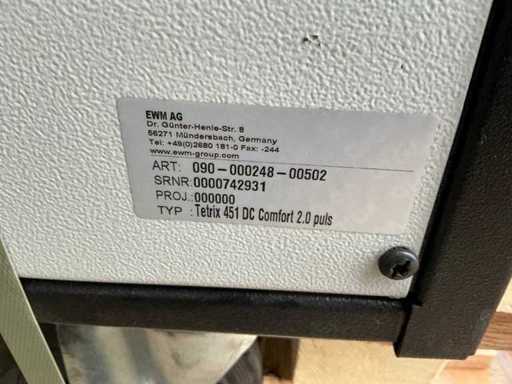 EWM AG
Dr. Günter-Henle-Str. 8
56271 Mündersbach, Germany
Tel: +49(0)2680 181-0 Fax: -244
www.ewm-group.com
ART: 090-000248-00502
SRNR:0000742931
PROJ.:000000
TYP :Tetrix 451 DC Comfort 2.0 puls